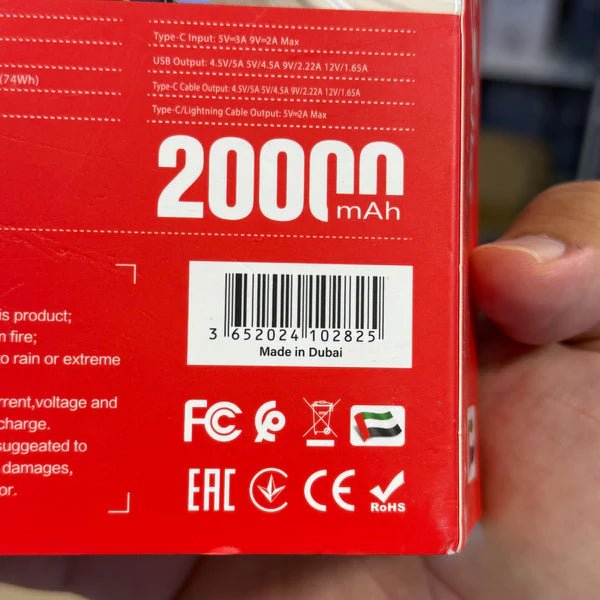 (74Wh)
Type-C Input: 5V=3A 9V=2A Max
USB Output: 4.5V/5A 5V/4.5A 9V/2.22A 12V/1.65A
Type-C Cable Output: 4.5V/5A 5V/4.5A 9V/2.22A 12V/1.65A
Type-C/Lightning Cable Output: 5V=2A Max
20000 mAh
is product;
n fire;
to rain or extreme
rrent,voltage and
charge.
suggeated to
damages,
or.
3 652024 102825
Made in Dubai
FC
EAC
CE
RoHS